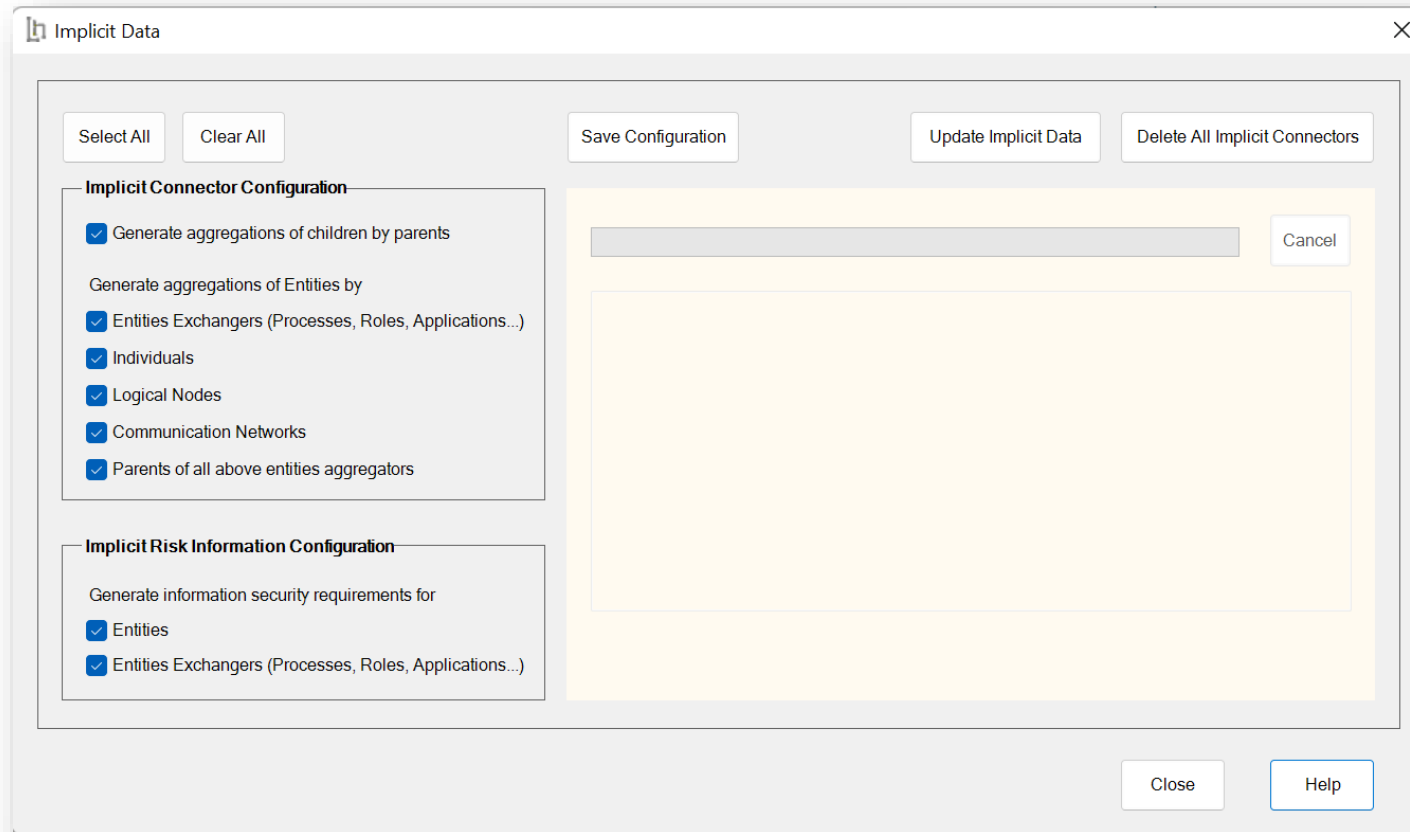 Implicit Data
Select All
Clear All
Save Configuration
Update Implicit Data
Delete All Implicit Connectors
Implicit Connector Configuration
Generate aggregations of children by parents
Generate aggregations of Entities by
Entities Exchangers (Processes, Roles, Applications...)
Individuals
Logical Nodes
Communication Networks
Parents of all above entities aggregators
Cancel
Implicit Risk Information Configuration
Generate information security requirements for
Entities
Entities Exchangers (Processes, Roles, Applications...)
Close
Help